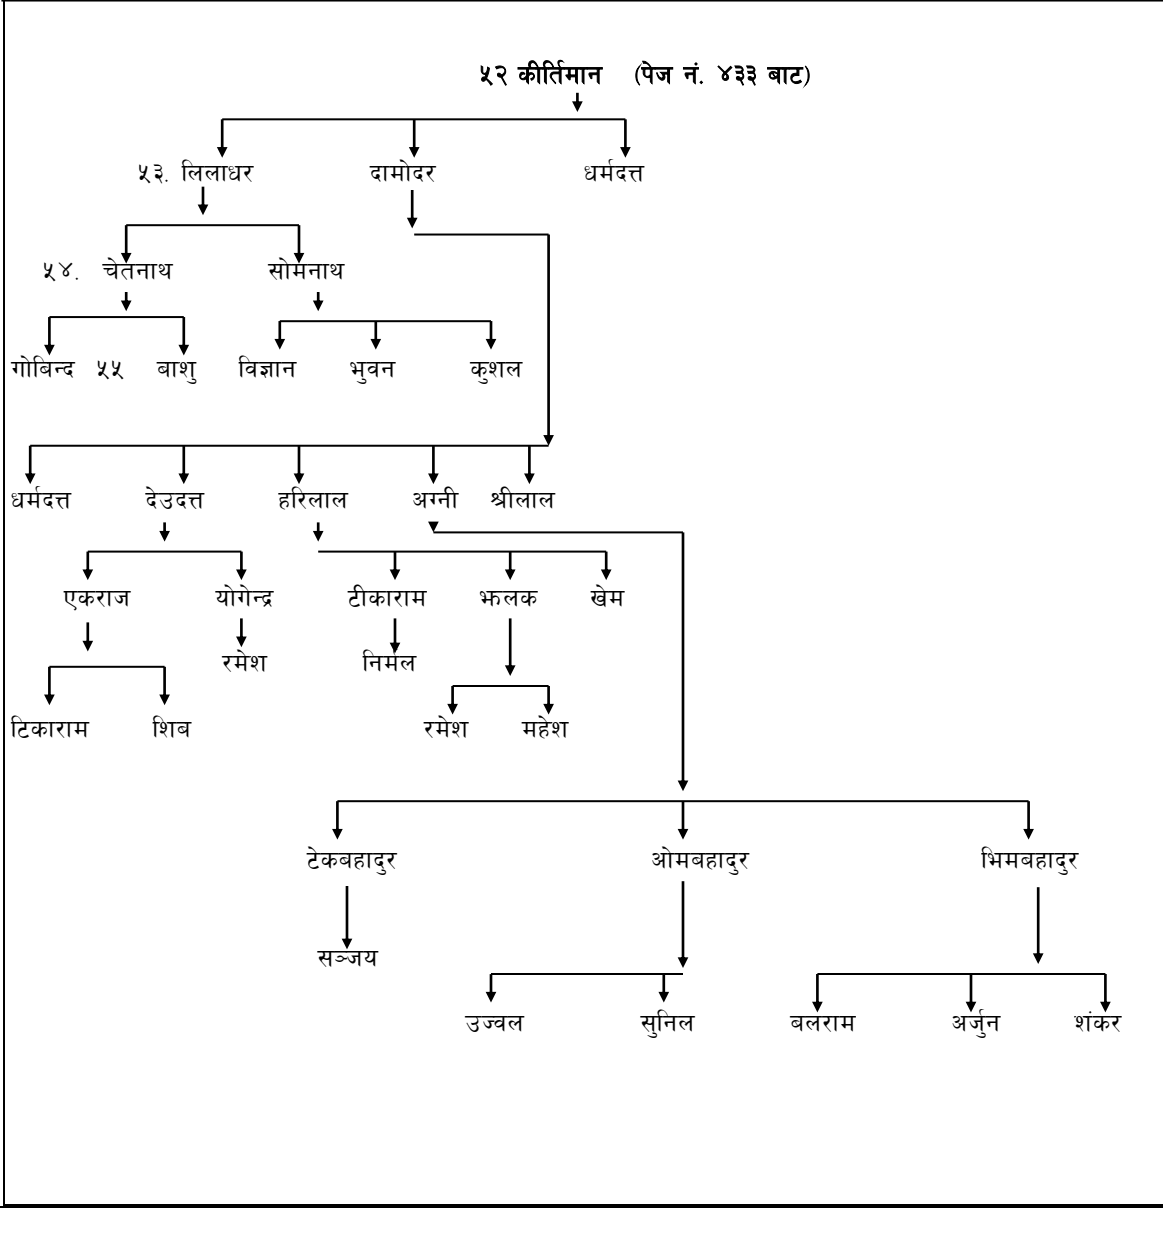 ५२ कीर्तिमान (पेज नं. ४३३ बाट)
५३. लिलाधर दामोदर धर्मदत्त
५४. चेतनाथ सोमनाथ
गोबिन्द ५५ बाशु विज्ञान भुवन कुशल
धर्मदत्त देउदत्त हरिलाल अग्नी श्रीलाल
एकराज योगेन्द्र टीकाराम झलक खेम
रमेश निर्मल
टिकाराम शिब रमेश महेश
टेकबहादुर ओमबहादुर भिमबहादुर
सञ्जय
उज्वल सुनिल बलराम अर्जुन शंकर